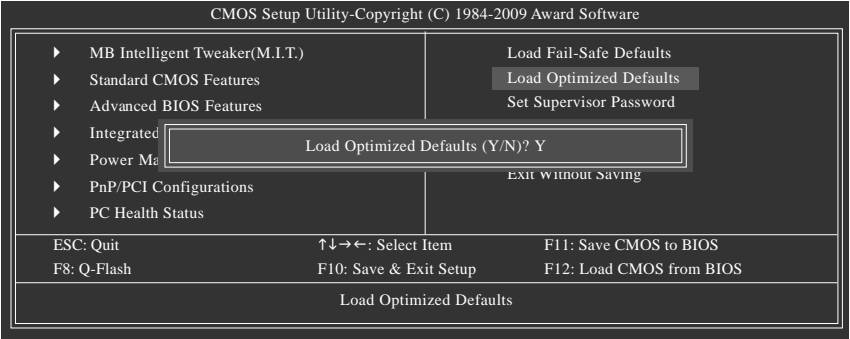 CMOS Setup Utility-Copyright (C) 1984-2009 Award Software
MB Intelligent Tweaker(M.I.T.)
Standard CMOS Features
Advanced BIOS Features
Integrated
Power Ma
PnP/PCI Configurations
PC Health Status
Load Fail-Safe Defaults
Load Optimized Defaults
Set Supervisor Password
Exit Without Saving
Load Optimized Defaults (Y/N)? Y
ESC: Quit ↑↓→←: Select Item F11: Save CMOS to BIOS
F8: Q-Flash F10: Save & Exit Setup F12: Load CMOS from BIOS
Load Optimized Defaults